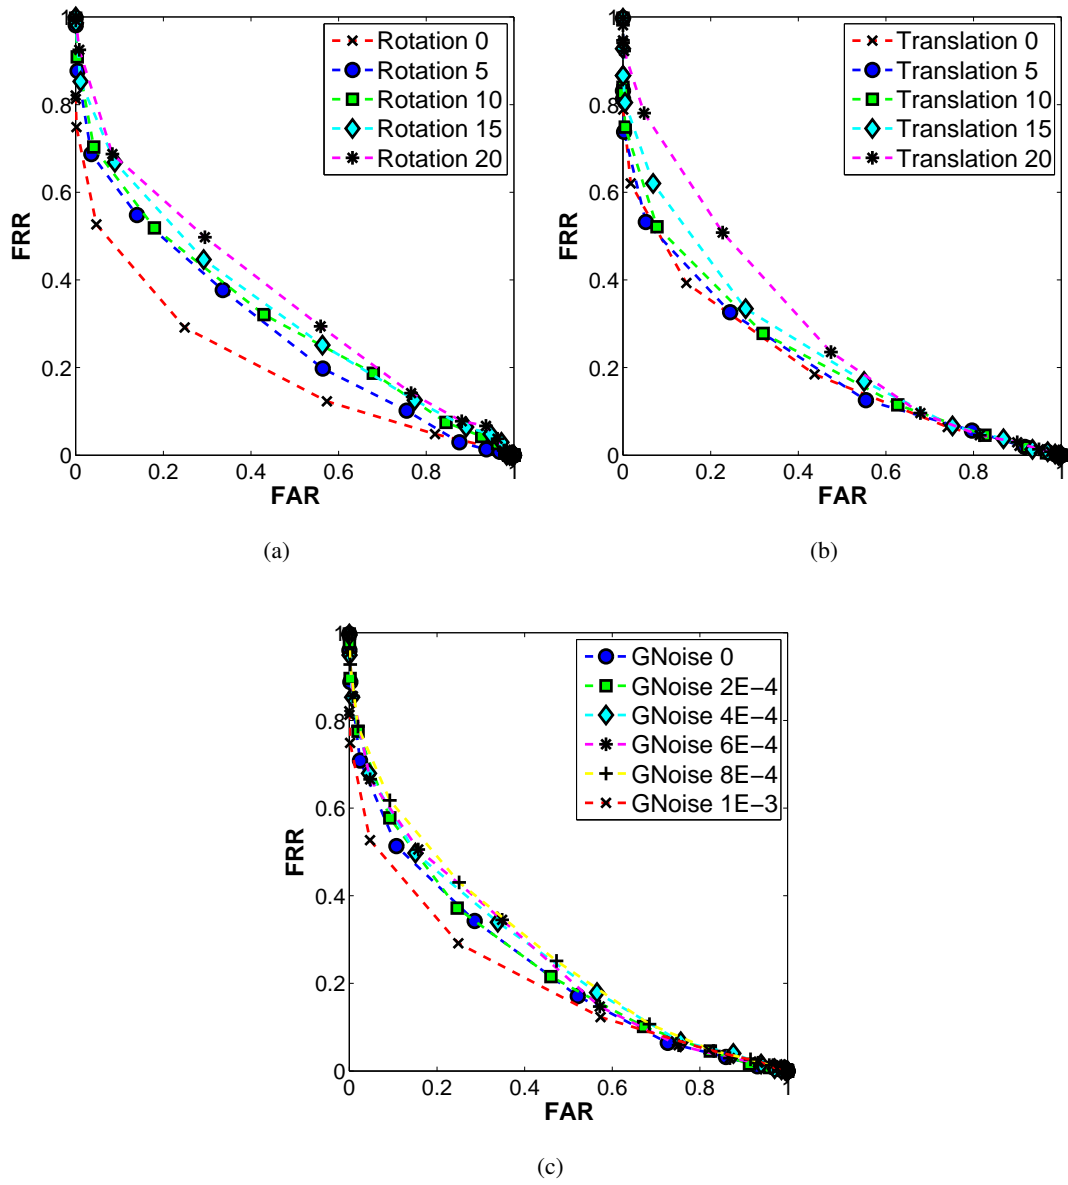 1
0.8
0.6
0.4
0.2
0
0 0.2 0.4 0.6 0.8 1
FRR
FAR
Rotation 0
Rotation 5
Rotation 10
Rotation 15
Rotation 20
(a)
1
0.8
0.6
0.4
0.2
0
0 0.2 0.4 0.6 0.8 1
FRR
FAR
Translation 0
Translation 5
Translation 10
Translation 15
Translation 20
(b)
1
0.8
0.6
0.4
0.2
0
0 0.2 0.4 0.6 0.8 1
FRR
FAR
GNoise 0
GNoise 2E−4
GNoise 4E−4
GNoise 6E−4
GNoise 8E−4
GNoise 1E−3
(c)